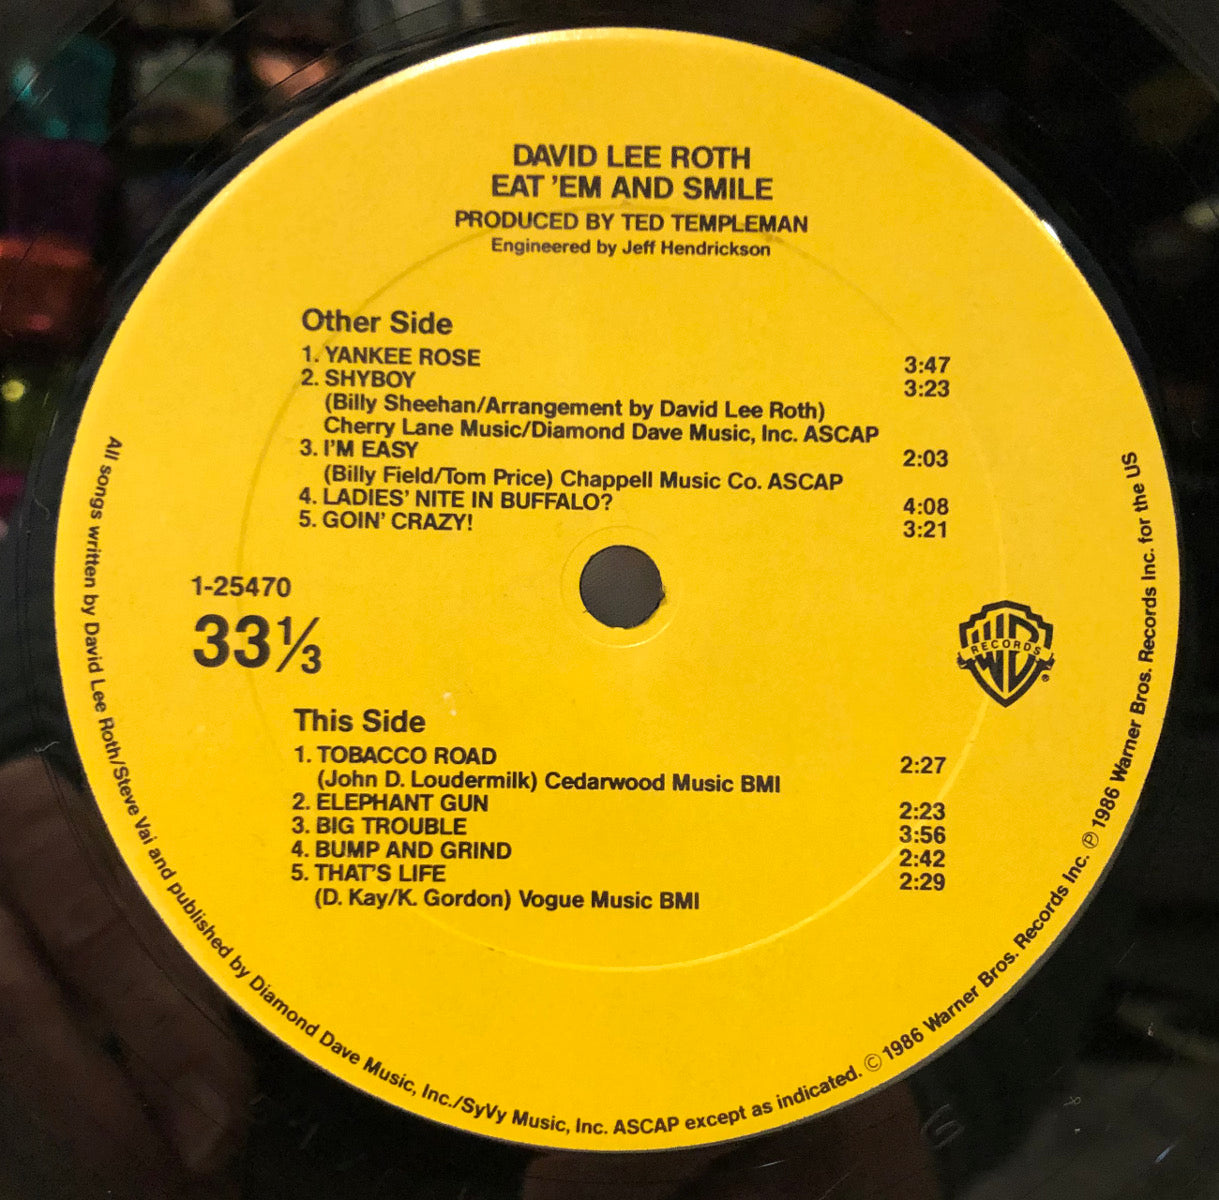 DAVID LEE ROTH
EAT 'EM AND SMILE
PRODUCED BY TED TEMPLEMAN
Engineered by Jeff Hendrickson
Other Side
1. YANKEE ROSE 3:47
2. SHYBOY 3:23
(Billy Sheehan/Arrangement by David Lee Roth)
Cherry Lane Music/Diamond Dave Music, Inc. ASCAP
3. I'M EASY 2:03
(Billy Field/Tom Price) Chappell Music Co. ASCAP
4. LADIES' NITE IN BUFFALO? 4:08
5. GOIN' CRAZY! 3:21
1-25470
33⅓
WB RECORDS ®
This Side
1. TOBACCO ROAD 2:27
(John D. Loudermilk) Cedarwood Music BMI
2. ELEPHANT GUN 2:23
3. BIG TROUBLE 3:56
4. BUMP AND GRIND 2:42
5. THAT'S LIFE 2:29
(D. Kay/K. Gordon) Vogue Music BMI
All songs written by David Lee Roth/Steve Vai and published by Diamond Dave Music, Inc./SyVy Music, Inc. ASCAP except as indicated. © 1986 Warner Bros. Records Inc. ℗ 1986 Warner Bros. Records Inc. for the US